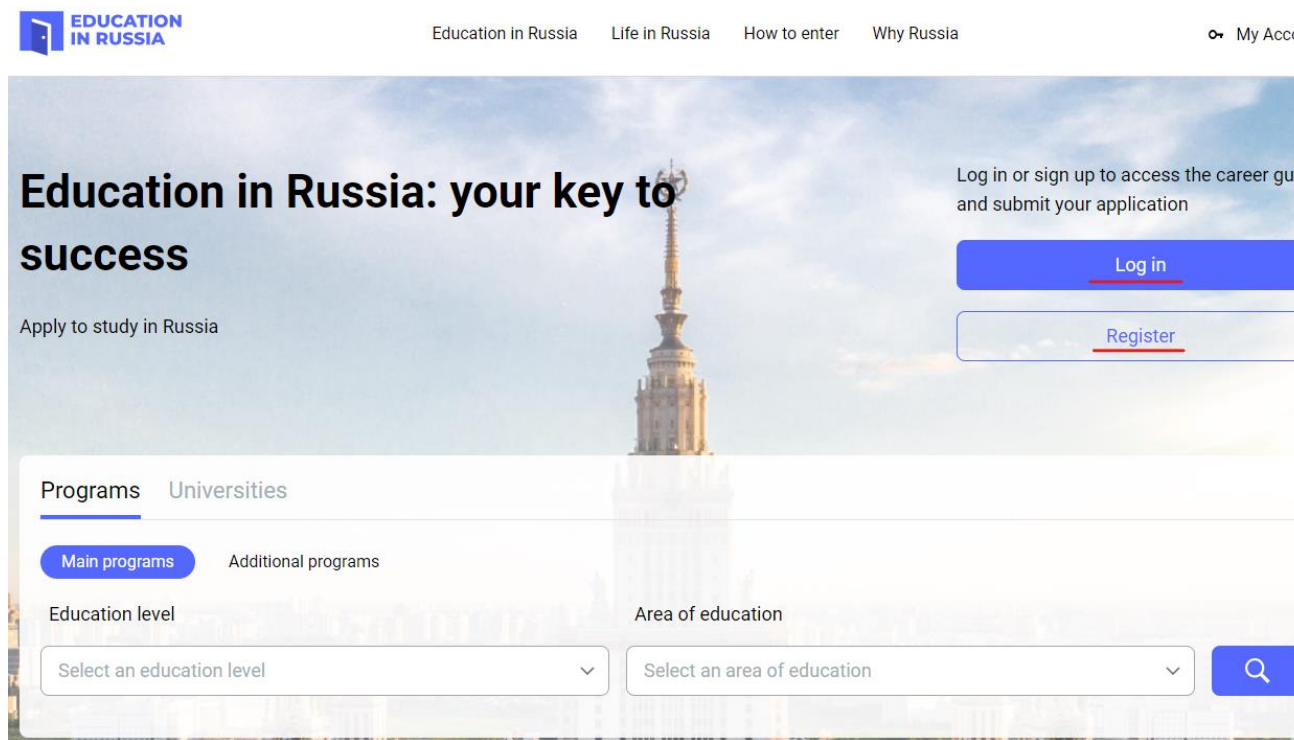 EDUCATION
IN RUSSIA
Education in Russia Life in Russia How to enter Why Russia
My Acco
Education in Russia: your key to
success
Apply to study in Russia
Log in or sign up to access the career gu
and submit your application
Log in
Register
Programs Universities
Main programs Additional programs
Education level Area of education
Select an education level Select an area of education